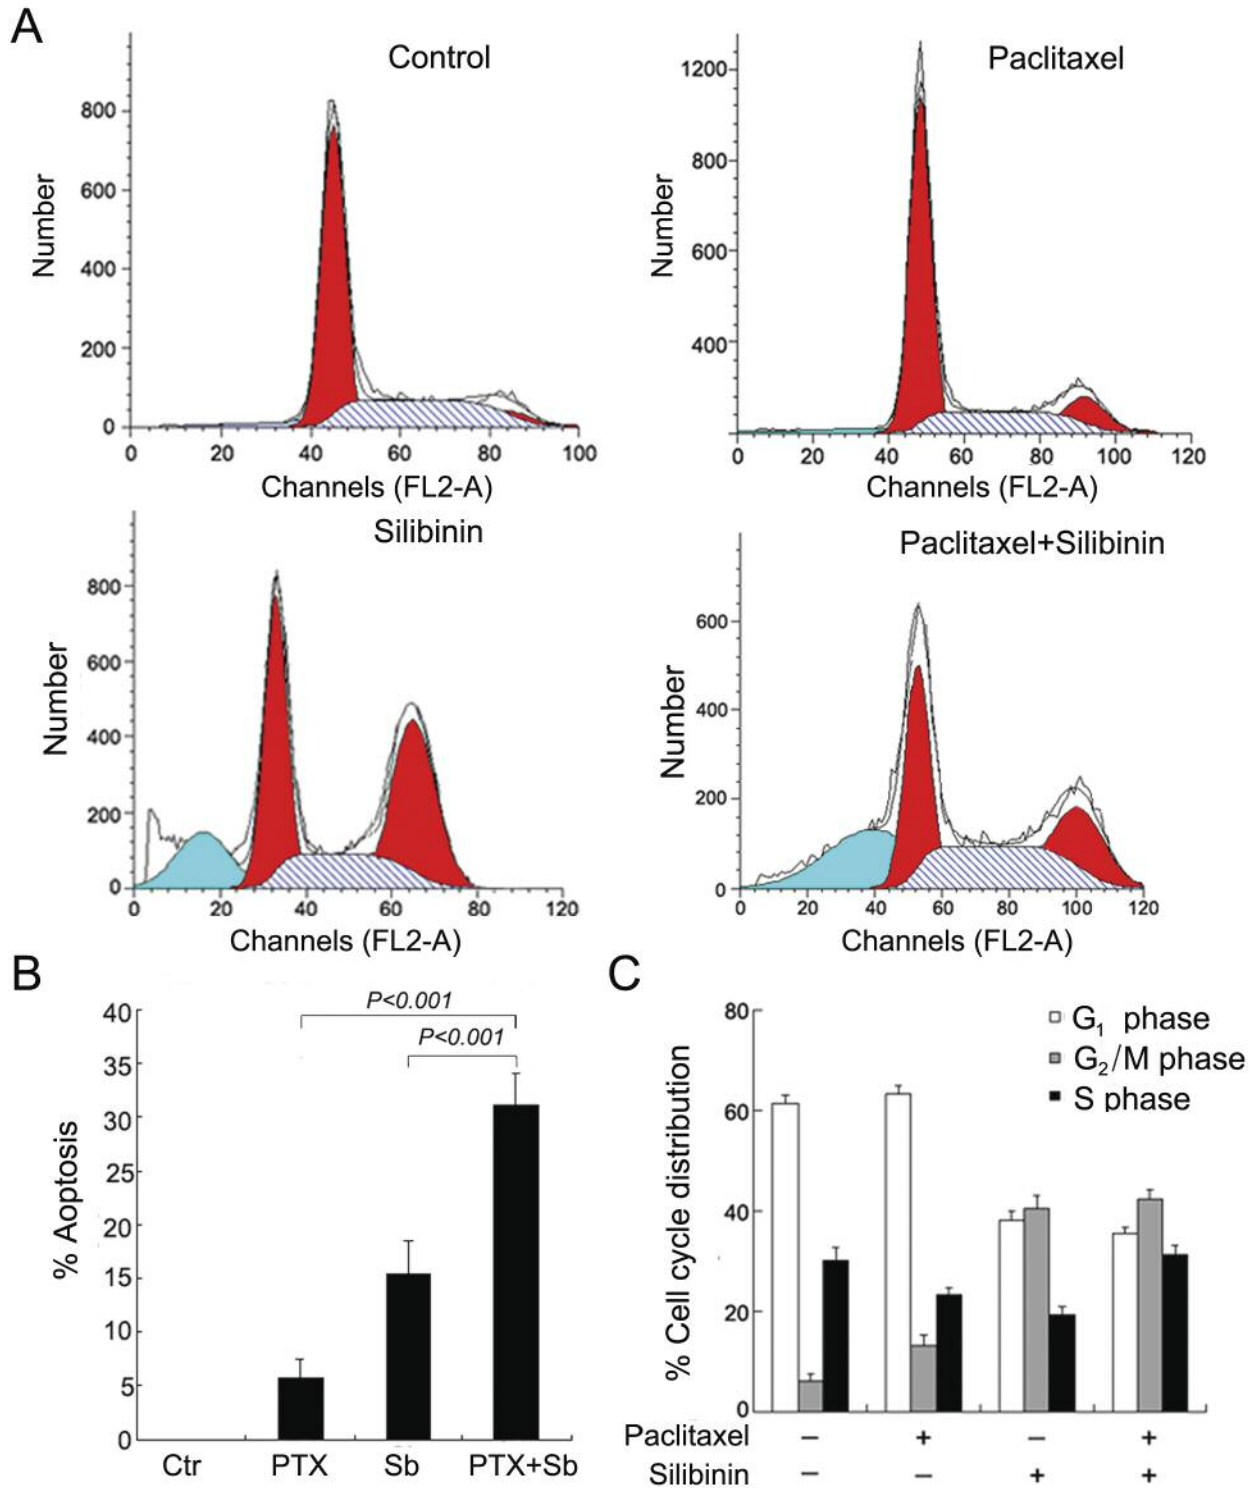 A
Control
800
600
400
200
0
Number
0 20 40 60 80 100
Channels (FL2-A)
Paclitaxel
1200
800
600
400
Number
0 20 40 60 80 100 120
Channels (FL2-A)
Silibinin
800
600
400
200
0
Number
0 20 40 60 80 100 120
Channels (FL2-A)
Paclitaxel+Silibinin
600
400
200
0
Number
0 20 40 60 80 100 120
Channels (FL2-A)
B
P<0.001
P<0.001
40
35
30
25
20
15
10
5
0
% Aoptosis
Ctr PTX Sb PTX+Sb
C
G₁ phase
G₂/M phase
S phase
80
60
40
20
0
% Cell cycle distribution
Paclitaxel − + − +
Silibinin − − + +